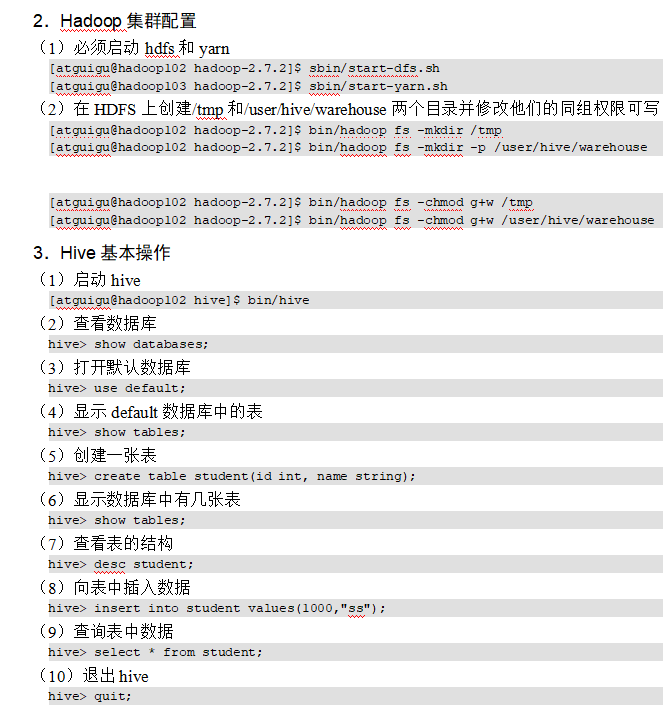 2．Hadoop 集群配置
（1）必须启动 hdfs 和 yarn
[atguigu@hadoop102 hadoop-2.7.2]$ sbin/start-dfs.sh
[atguigu@hadoop103 hadoop-2.7.2]$ sbin/start-yarn.sh
（2）在 HDFS 上创建/tmp 和/user/hive/warehouse 两个目录并修改他们的同组权限可写
[atguigu@hadoop102 hadoop-2.7.2]$ bin/hadoop fs -mkdir /tmp
[atguigu@hadoop102 hadoop-2.7.2]$ bin/hadoop fs -mkdir -p /user/hive/warehouse
[atguigu@hadoop102 hadoop-2.7.2]$ bin/hadoop fs -chmod g+w /tmp
[atguigu@hadoop102 hadoop-2.7.2]$ bin/hadoop fs -chmod g+w /user/hive/warehouse
3．Hive 基本操作
（1）启动 hive
[atguigu@hadoop102 hive]$ bin/hive
（2）查看数据库
hive> show databases;
（3）打开默认数据库
hive> use default;
（4）显示 default 数据库中的表
hive> show tables;
（5）创建一张表
hive> create table student(id int, name string);
（6）显示数据库中有几张表
hive> show tables;
（7）查看表的结构
hive> desc student;
（8）向表中插入数据
hive> insert into student values(1000,"ss");
（9）查询表中数据
hive> select * from student;
（10）退出 hive
hive> quit;